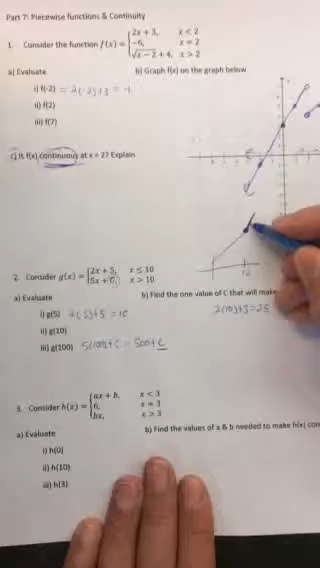 Part 7: Piecewise functions & Continuity
1. Consider the function f(x) = { 2x + 3, x < 2
-6, x = 2
√x − 2 + 4, x > 2
a) Evaluate b) Graph f(x) on the graph below
i) f(-2) = 2(-2)+3 = -1
ii) f(2)
iii) f(7)
c) Is f(x) continuous at x = 2? Explain
2. Consider g(x) = { 2x + 5, x ≤ 10
5x + C, x > 10
a) Evaluate b) Find the one value of C that will make
i) g(5) 2(5)+5 = 10 2(10)+5=25
ii) g(10)
iii) g(100) 5(100)+C = 500+C
3. Consider h(x) = { ax + b, x < 3
6, x = 3
bx, x > 3
a) Evaluate b) Find the values of a & b needed to make h(x)
i) h(0)
ii) h(10)
iii) h(3)